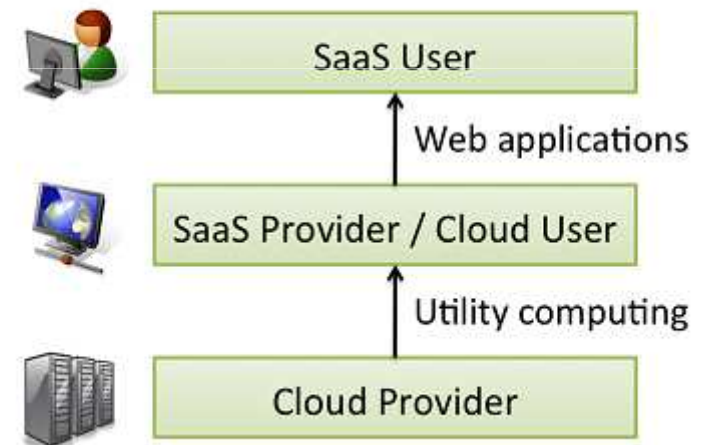 SaaS User
Web applications
SaaS Provider / Cloud User
Utility computing
Cloud Provider